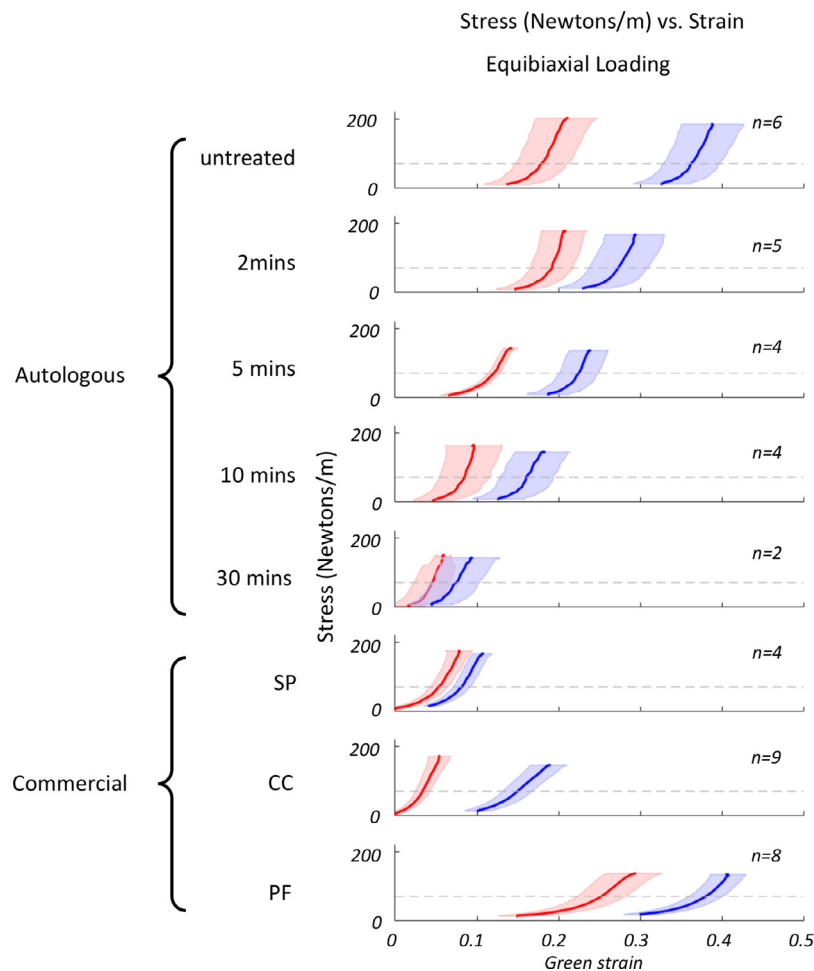 Stress (Newtons/m) vs. Strain
Equibiaxial Loading
Autologous
Commercial
Stress (Newtons/m)
untreated
200
0
n=6
2mins
200
0
n=5
5 mins
200
0
n=4
10 mins
200
0
n=4
30 mins
200
0
n=2
SP
200
0
n=4
CC
200
0
n=9
PF
200
0
n=8
0 0.1 0.2 0.3 0.4 0.5
Green strain